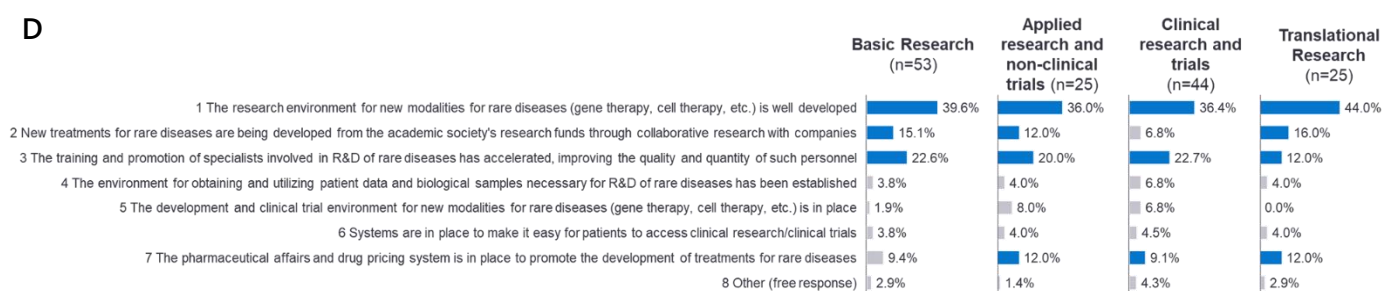 D
Basic Research
(n=53)
Applied
research and
non-clinical
trials (n=25)
Clinical
research and
trials
(n=44)
Translational
Research
(n=25)
1 The research environment for new modalities for rare diseases (gene therapy, cell therapy, etc.) is well developed 39.6% 36.0% 36.4% 44.0%
2 New treatments for rare diseases are being developed from the academic society's research funds through collaborative research with companies 15.1% 12.0% 6.8% 16.0%
3 The training and promotion of specialists involved in R&D of rare diseases has accelerated, improving the quality and quantity of such personnel 22.6% 20.0% 22.7% 12.0%
4 The environment for obtaining and utilizing patient data and biological samples necessary for R&D of rare diseases has been established 3.8% 4.0% 6.8% 4.0%
5 The development and clinical trial environment for new modalities for rare diseases (gene therapy, cell therapy, etc.) is in place 1.9% 8.0% 6.8% 0.0%
6 Systems are in place to make it easy for patients to access clinical research/clinical trials 3.8% 4.0% 4.5% 4.0%
7 The pharmaceutical affairs and drug pricing system is in place to promote the development of treatments for rare diseases 9.4% 12.0% 9.1% 12.0%
8 Other (free response) 2.9% 1.4% 4.3% 2.9%